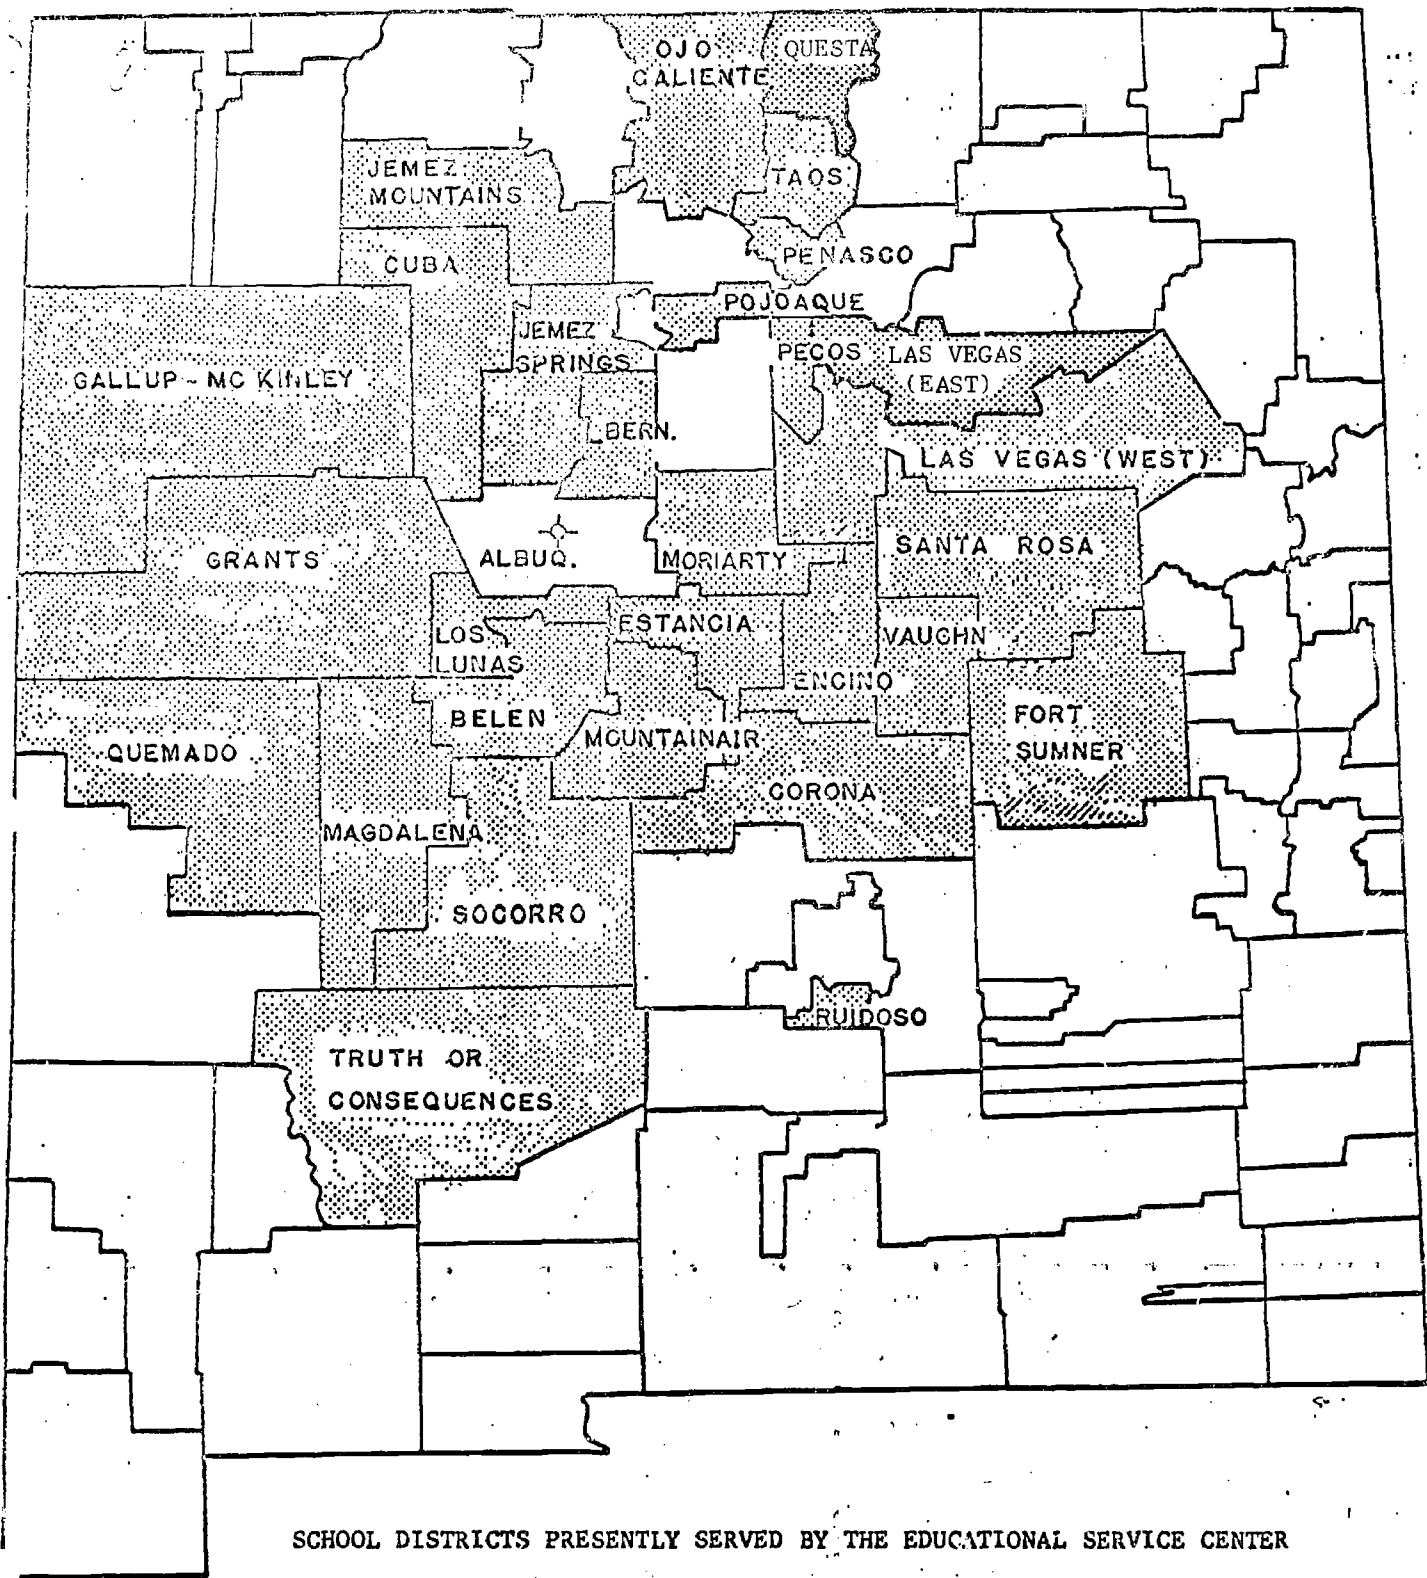 OJO
CALIENTE
QUESTA
JEMEZ
MOUNTAINS
TAOS
CUBA
PENASCO
POJOAQUE
JEMEZ
SPRINGS
PECOS
LAS VEGAS
(EAST)
GALLUP - MC KINLEY
BERN.
LAS VEGAS (WEST)
GRANTS
ALBUQ.
MORIARTY
SANTA ROSA
LOS
LUNAS
ESTANCIA
VAUCHN
ENCINO
BELEN
MOUNTAINAIR
FORT
SUMNER
QUEMADO
CORONA
MAGDALENA
SOCORRO
RUIDOSO
TRUTH OR
CONSEQUENCES
SCHOOL DISTRICTS PRESENTLY SERVED BY THE EDUCATIONAL SERVICE CENTER